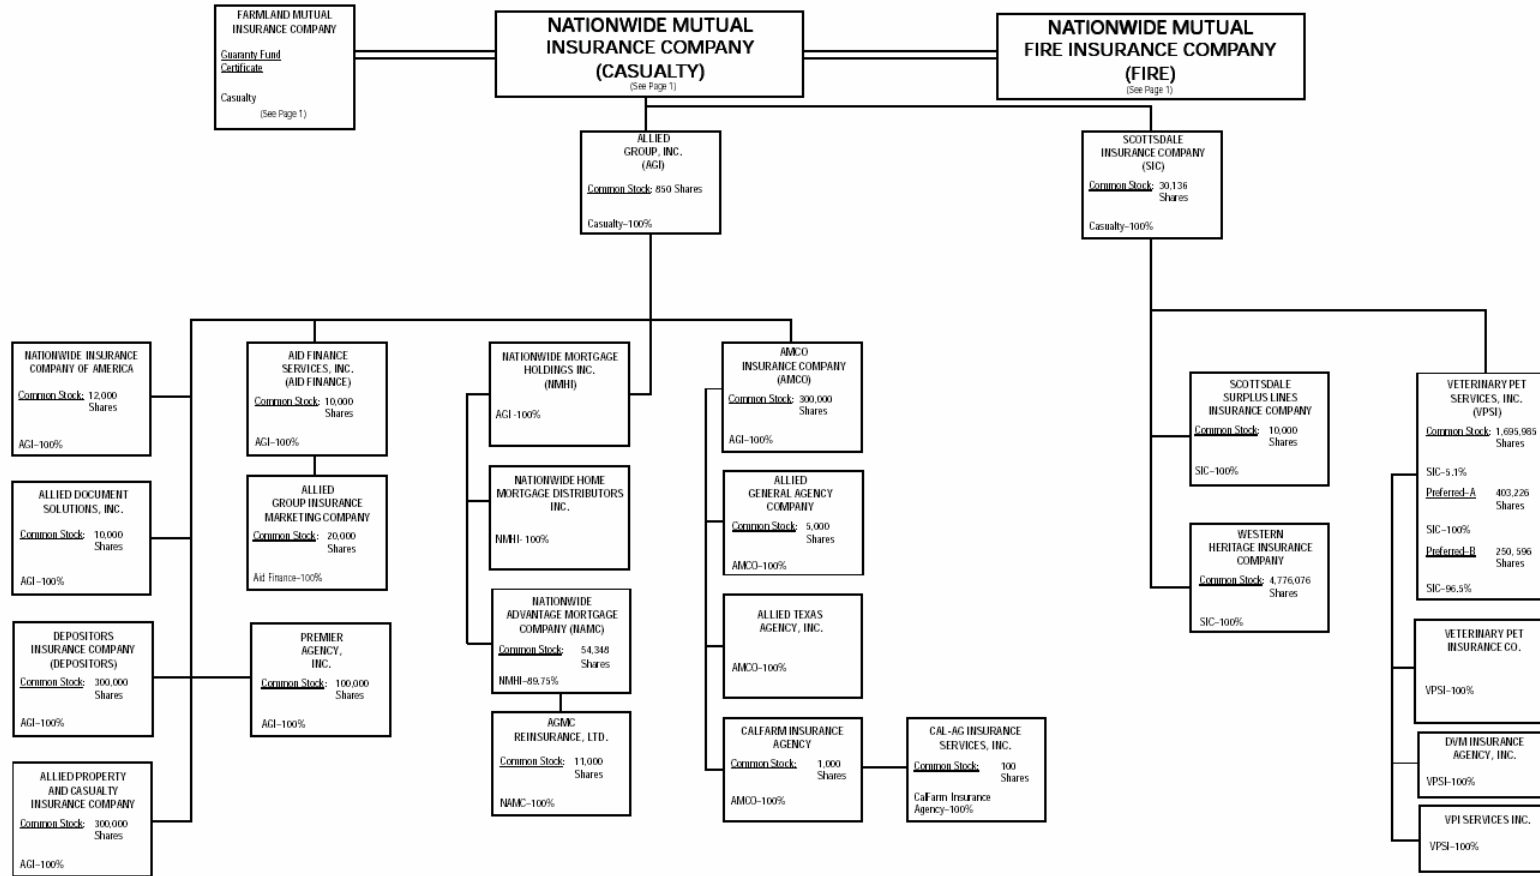 FARMLAND MUTUAL
INSURANCE COMPANY
Guaranty Fund
Certificate
Casualty
(See Page 1)
NATIONWIDE MUTUAL
INSURANCE COMPANY
(CASUALTY)
(See Page 1)
NATIONWIDE MUTUAL
FIRE INSURANCE COMPANY
(FIRE)
(See Page 1)
ALLIED
GROUP, INC.
(AGI)
Common Stock: 850 Shares
Casualty–100%
SCOTTSDALE
INSURANCE COMPANY
(SIC)
Common Stock: 30,136
Shares
Casualty–100%
NATIONWIDE INSURANCE
COMPANY OF AMERICA
Common Stock: 12,000
Shares
AGI–100%
ALLIED DOCUMENT
SOLUTIONS, INC.
Common Stock: 10,000
Shares
AGI–100%
DEPOSITORS
INSURANCE COMPANY
(DEPOSITORS)
Common Stock: 300,000
Shares
AGI–100%
ALLIED PROPERTY
AND CASUALTY
INSURANCE COMPANY
Common Stock: 300,000
Shares
AGI–100%
AID FINANCE
SERVICES, INC.
(AID FINANCE)
Common Stock: 10,000
Shares
AGI–100%
ALLIED
GROUP INSURANCE
MARKETING COMPANY
Common Stock: 20,000
Shares
Aid Finance–100%
PREMIER
AGENCY,
INC.
Common Stock: 100,000
Shares
AGI–100%
NATIONWIDE MORTGAGE
HOLDINGS INC.
(NMHI)
AGI -100%
NATIONWIDE HOME
MORTGAGE DISTRIBUTORS
INC.
NMHI- 100%
NATIONWIDE
ADVANTAGE MORTGAGE
COMPANY (NAMC)
Common Stock: 54,348
Shares
NMHI–89.75%
AGMC
REINSURANCE, LTD.
Common Stock: 11,000
Shares
NAMC–100%
AMCO
INSURANCE COMPANY
(AMCO)
Common Stock: 300,000
Shares
AGI–100%
ALLIED
GENERAL AGENCY
COMPANY
Common Stock: 5,000
Shares
AMCO–100%
ALLIED TEXAS
AGENCY, INC.
AMCO–100%
CALFARM INSURANCE
AGENCY
Common Stock: 1,000
Shares
AMCO–100%
CAL-AG INSURANCE
SERVICES, INC.
Common Stock: 100
Shares
CalFarm Insurance
Agency–100%
SCOTTSDALE
SURPLUS LINES
INSURANCE COMPANY
Common Stock: 10,000
Shares
SIC–100%
WESTERN
HERITAGE INSURANCE
COMPANY
Common Stock: 4,776,076
Shares
SIC–100%
VETERINARY PET
SERVICES, INC.
(VPSI)
Common Stock: 1,695,985
Shares
SIC–5.1%
Preferred–A 403,226
Shares
SIC–100%
Preferred–B 250, 596
Shares
SIC–96.5%
VETERINARY PET
INSURANCE CO.
VPSI–100%
DVM INSURANCE
AGENCY, INC.
VPSI–100%
VPI SERVICES INC.
VPSI–100%